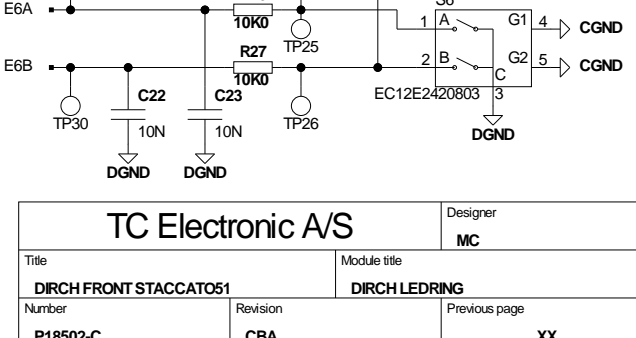 S6
E6A
10K0
1 A G1 4 CGND
TP25
R27
E6B
10K0
2 B G2 5 CGND
C
C22 C23
EC12E2420803 3
TP30 10N 10N TP26
DGND
DGND DGND
TC Electronic A/S
Designer
MC
Title
DIRCH FRONT STACCATO51
Module title
DIRCH LEDRING
Number
P18502-C
Revision
CBA
Previous page
XX